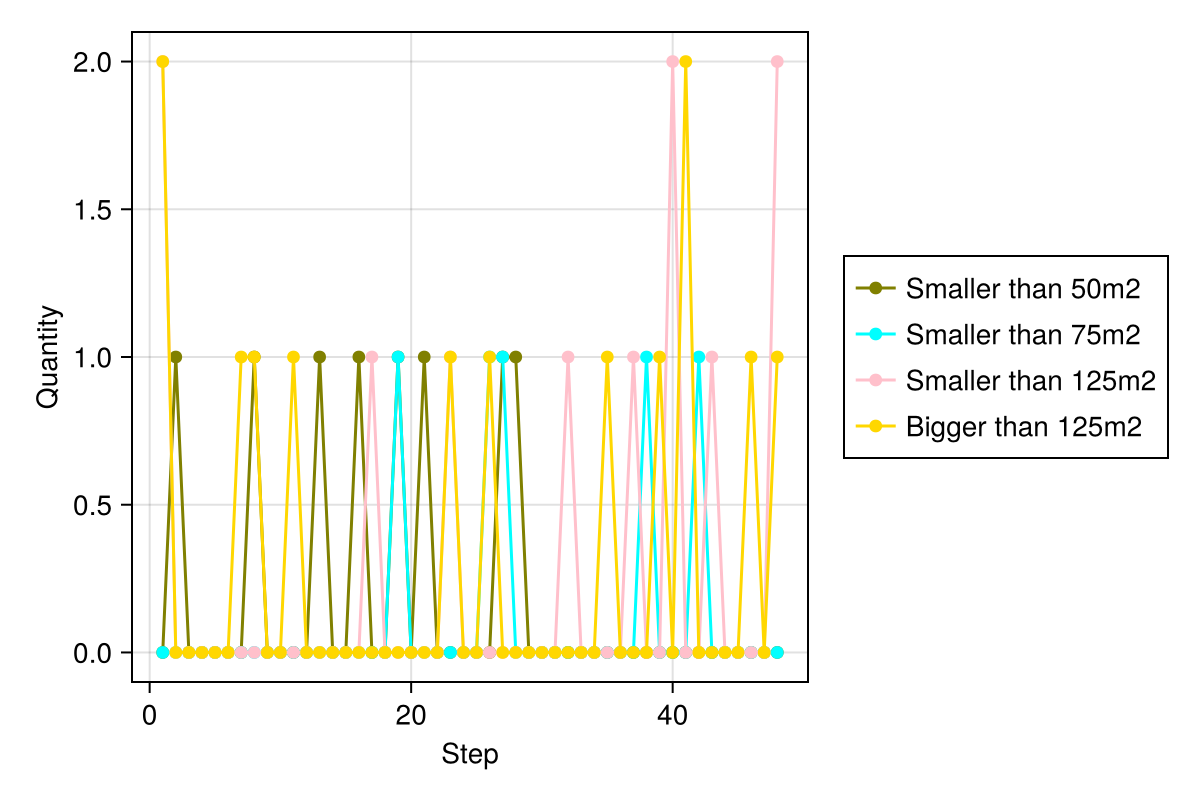 2.0
1.5
1.0
0.5
0.0
Quantity
0
20
40
Step
Smaller than 50m2
Smaller than 75m2
Smaller than 125m2
Bigger than 125m2